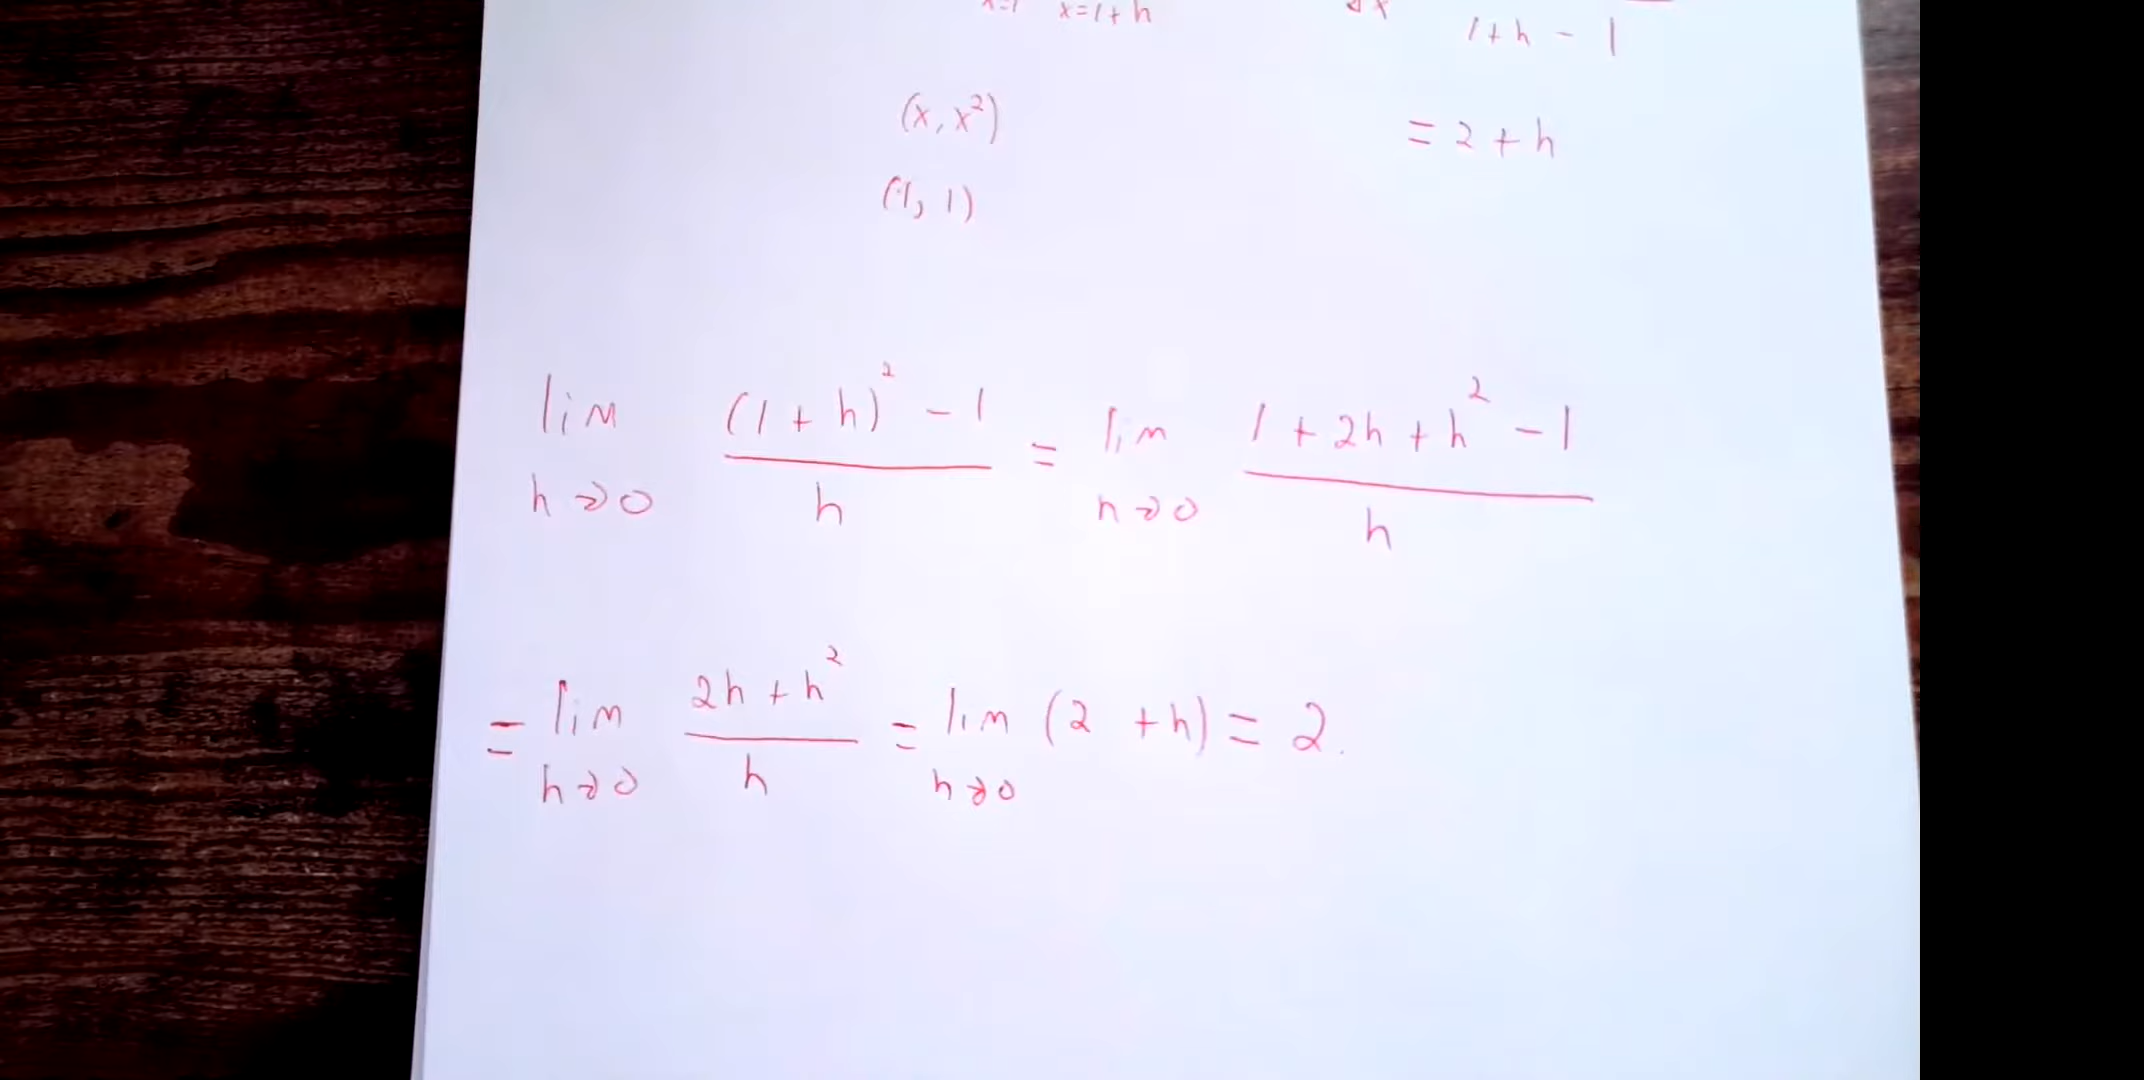 x=1 x=1+h
1+h - 1
(x, x²)
= 2+h
(1, 1)
lim h→0 ((1+h)² - 1)/h = lim h→0 (1+2h+h² - 1)/h
= lim h→0 (2h+h²)/h = lim h→0 (2 +h) = 2.